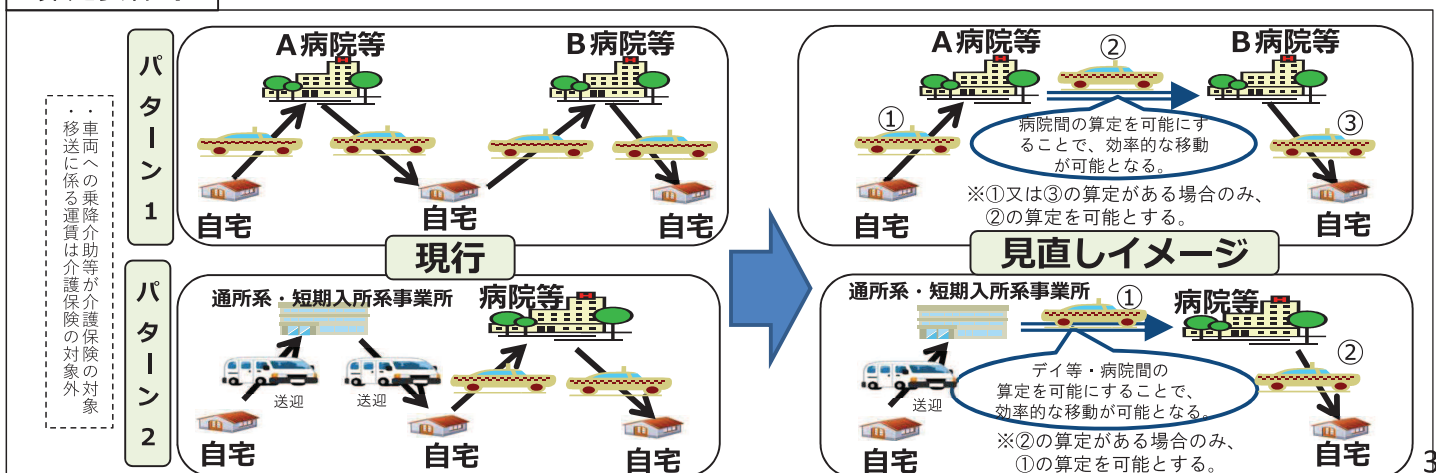 ・車両への乗降介助等が介護保険の対象
・移送に係る運賃は介護保険の対象外
パターン1
A病院等
B病院等
自宅
自宅
自宅
現行
パターン2
通所系・短期入所系事業所
病院等
送迎
送迎
自宅
自宅
自宅
A病院等
②
B病院等
①
③
病院間の算定を可能にす
ることで、効率的な移動
が可能となる。
※①又は③の算定がある場合のみ、
②の算定を可能とする。
自宅
自宅
見直しイメージ
通所系・短期入所系事業所
①
病院等
②
デイ等・病院間の
算定を可能にすることで、
効率的な移動が可能となる。
送迎
※②の算定がある場合のみ、
①の算定を可能とする。
自宅
自宅
3